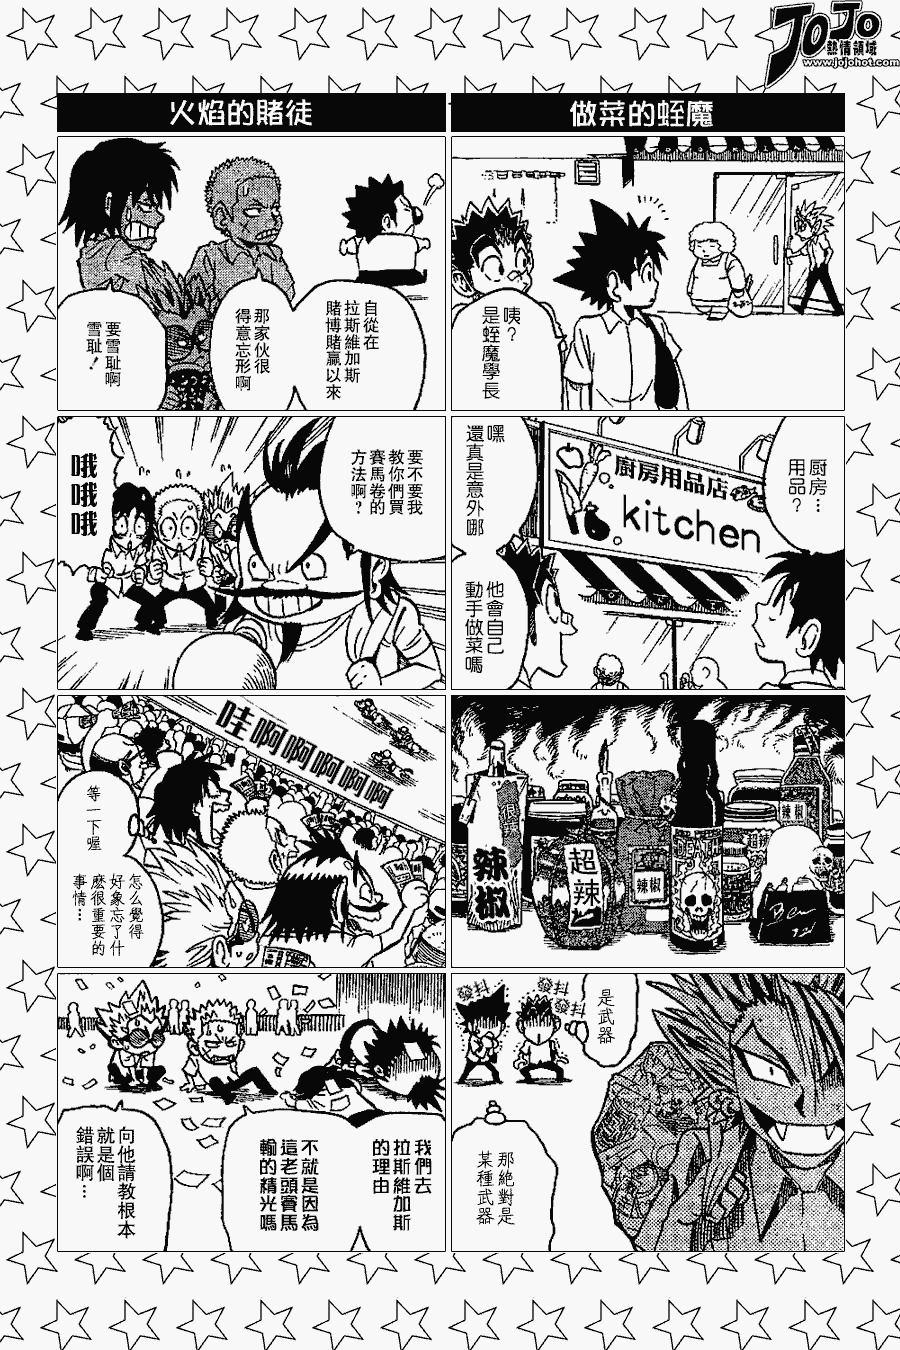 JOJO
熱情領域
www.jojohot.com
做菜的蛭魔
咦？
是蛭魔學長
厨房…
用品？
厨房用品店
kitchen
嘿
還真是意外哪
他會自己
動手做菜嗎
辣椒
超辣
辣椒
DEATH
辣椒
是武器
發抖
發抖
發抖
那絶對是
某種武器
火焰的賭徒
自從在
拉斯維加斯
賭博賭贏以來
那家伙很
得意忘形啊
要雪耻啊
雪耻！
要不要我
教你們買
賽馬卷的
方法啊？
哦哦哦
哇啊啊啊啊啊
等一下喔
怎么覺得
好象忘了什
麽很重要的
事情…
我們去
拉斯維加斯
的理由
不就是因為
這老頭賽馬
輸的精光嗎
向他請教根本
就是個
錯誤啊…